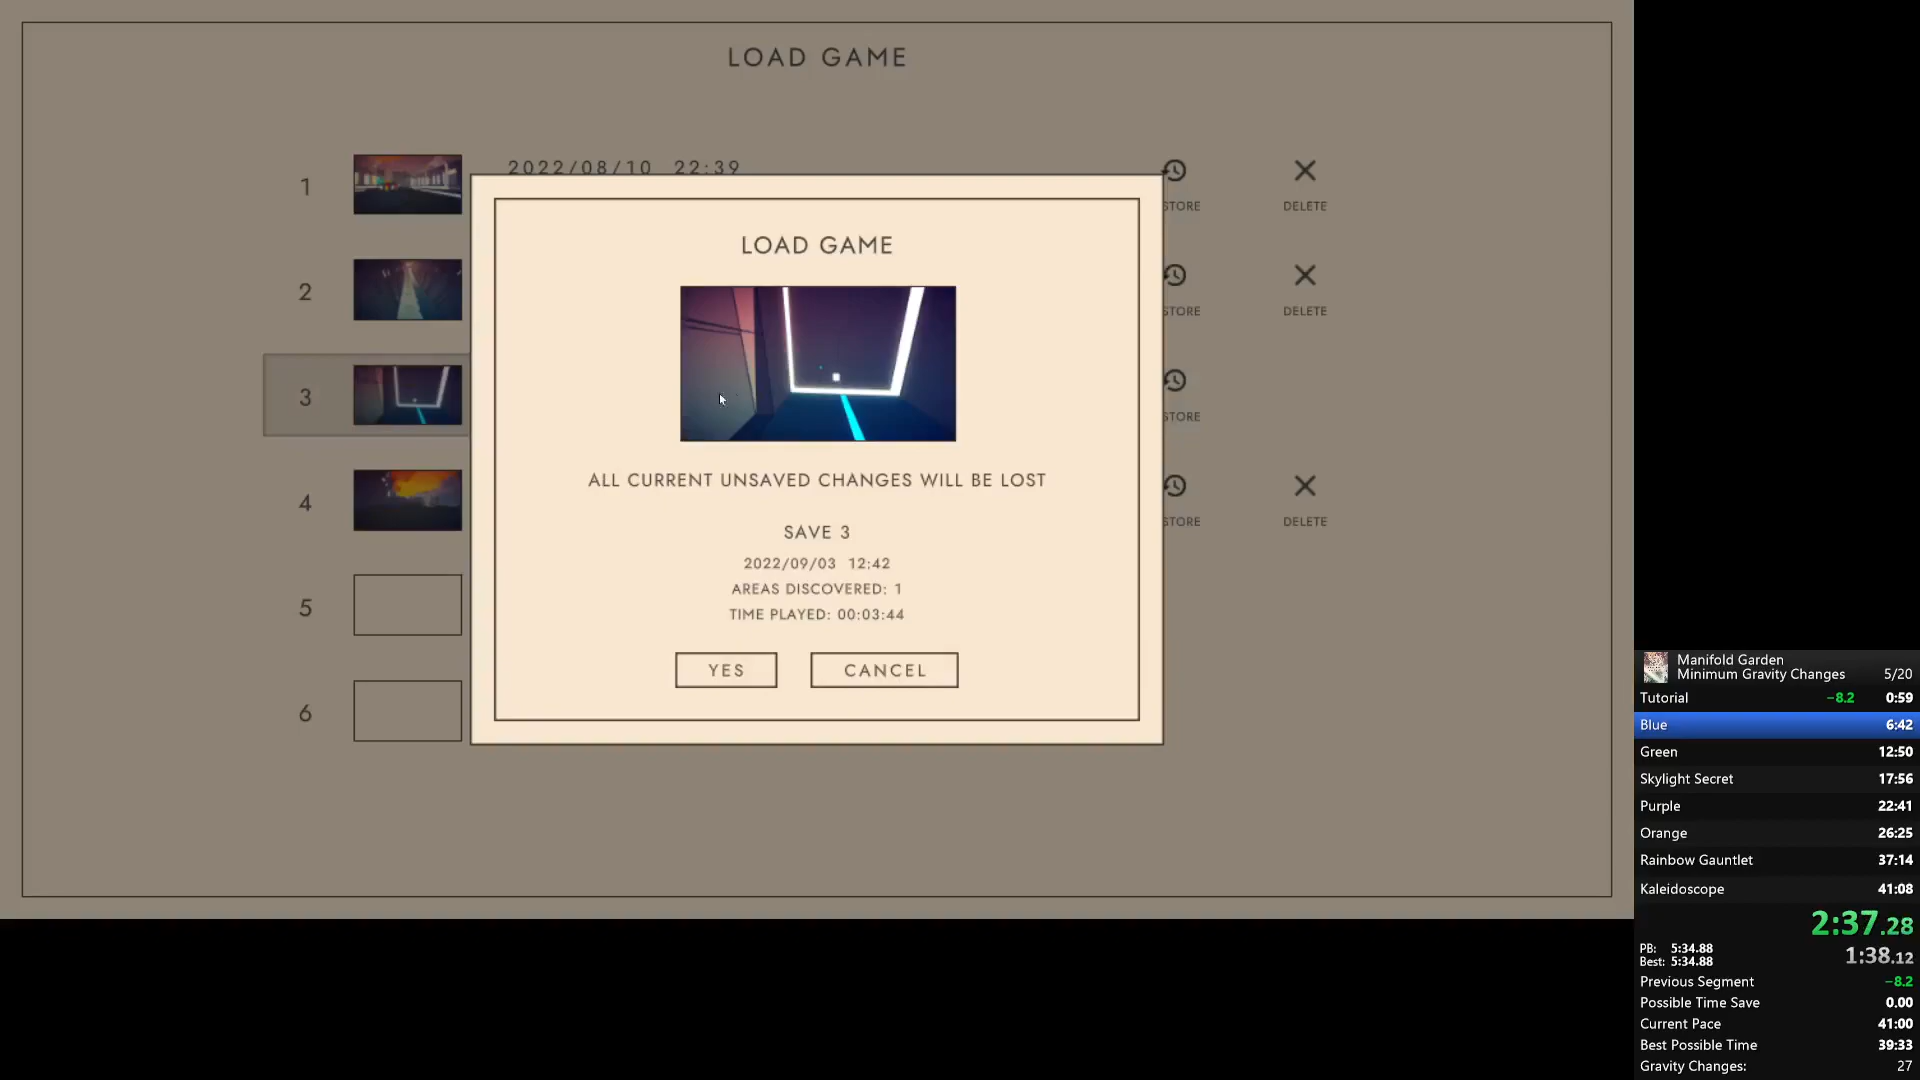 LOAD GAME
1
2022/08/10 22:39
STORE
DELETE
2
STORE
DELETE
3
STORE
4
STORE
DELETE
5
6
LOAD GAME
ALL CURRENT UNSAVED CHANGES WILL BE LOST
SAVE 3
2022/09/03 12:42
AREAS DISCOVERED: 1
TIME PLAYED: 00:03:44
YES
CANCEL
Manifold Garden
Minimum Gravity Changes 5/20
Tutorial −8.2 0:59
Blue 6:42
Green 12:50
Skylight Secret 17:56
Purple 22:41
Orange 26:25
Rainbow Gauntlet 37:14
Kaleidoscope 41:08
2:37.28
PB: 5:34.88
Best: 5:34.88
1:38.12
Previous Segment −8.2
Possible Time Save 0.00
Current Pace 41:00
Best Possible Time 39:33
Gravity Changes: 27